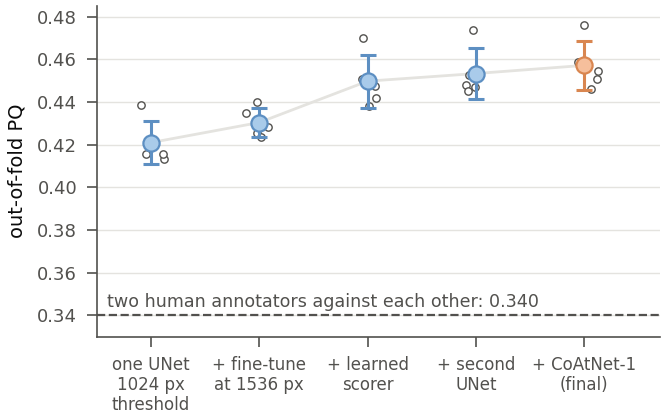 0.48
0.46
0.44
0.42
0.40
0.38
0.36
0.34
out-of-fold PQ
two human annotators against each other: 0.340
one UNet
1024 px
threshold
+ fine-tune
at 1536 px
+ learned
scorer
+ second
UNet
+ CoAtNet-1
(final)